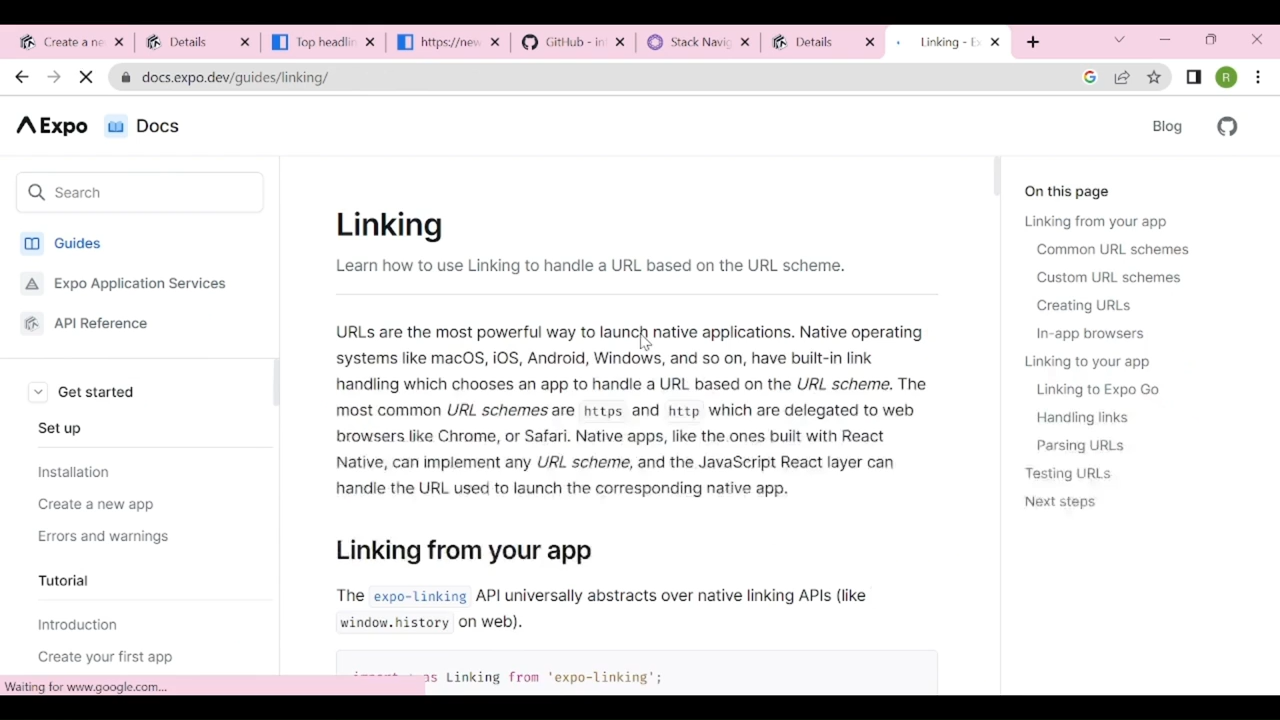 Create a ne
Details
Top headlin
https://new
GitHub - in
Stack Navig
Details
Linking - E
docs.expo.dev/guides/linking/
R
Expo
Docs
Blog
Search
Guides
Expo Application Services
API Reference
Get started
Set up
Installation
Create a new app
Errors and warnings
Tutorial
Introduction
Create your first app
Linking
Learn how to use Linking to handle a URL based on the URL scheme.
URLs are the most powerful way to launch native applications. Native operating
systems like macOS, iOS, Android, Windows, and so on, have built-in link
handling which chooses an app to handle a URL based on the URL scheme. The
most common URL schemes are https and http which are delegated to web
browsers like Chrome, or Safari. Native apps, like the ones built with React
Native, can implement any URL scheme, and the JavaScript React layer can
handle the URL used to launch the corresponding native app.
Linking from your app
The expo-linking API universally abstracts over native linking APIs (like
window.history on web).
import * as Linking from 'expo-linking';
On this page
Linking from your app
Common URL schemes
Custom URL schemes
Creating URLs
In-app browsers
Linking to your app
Linking to Expo Go
Handling links
Parsing URLs
Testing URLs
Next steps
Waiting for www.google.com...